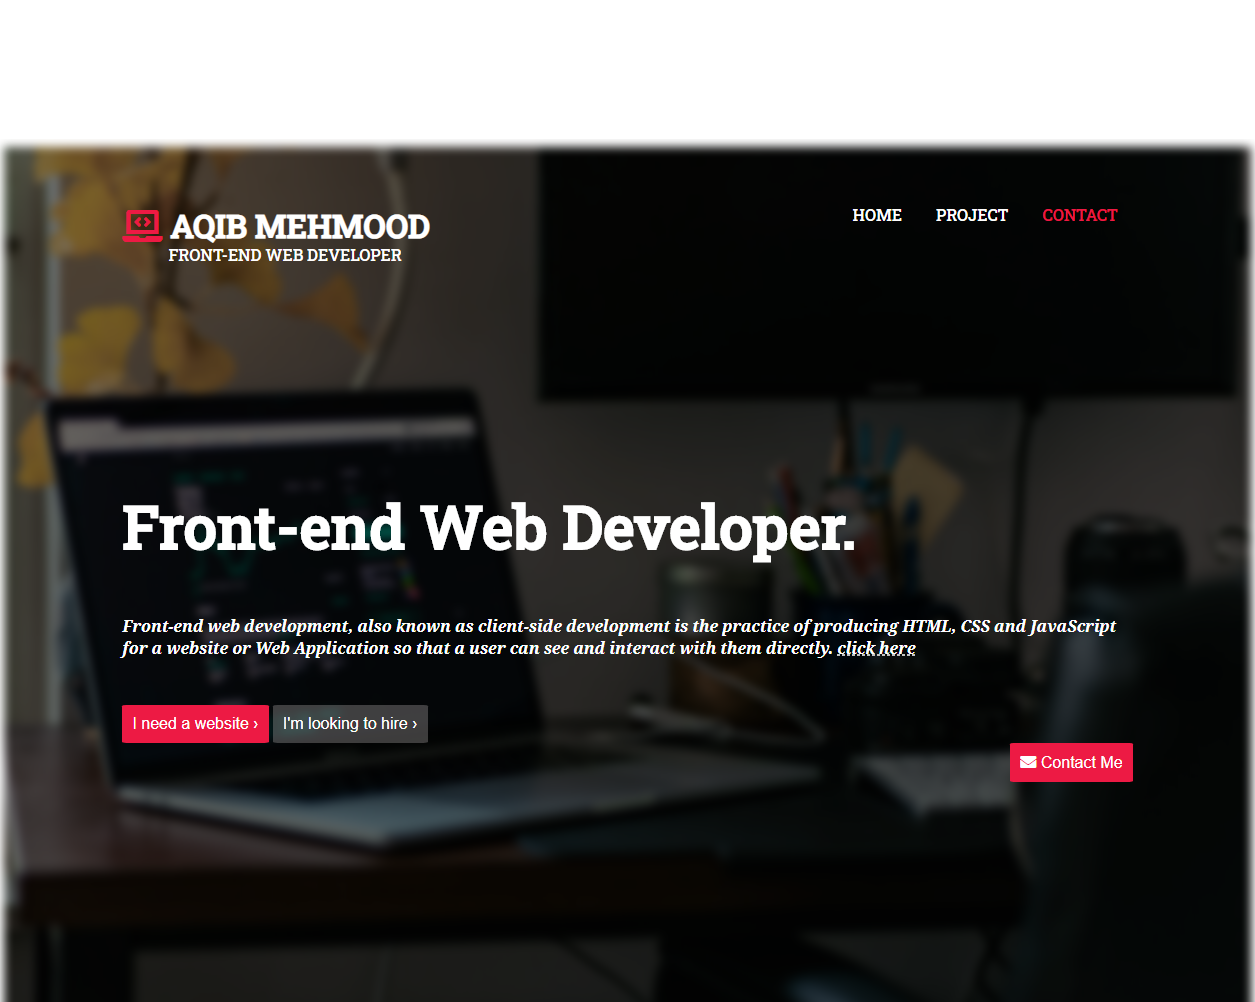 AQIB MEHMOOD
FRONT-END WEB DEVELOPER
HOME PROJECT CONTACT
Front-end Web Developer.
Front-end web development, also known as client-side development is the practice of producing HTML, CSS and JavaScript
for a website or Web Application so that a user can see and interact with them directly. click here
I need a website › I'm looking to hire ›
Contact Me